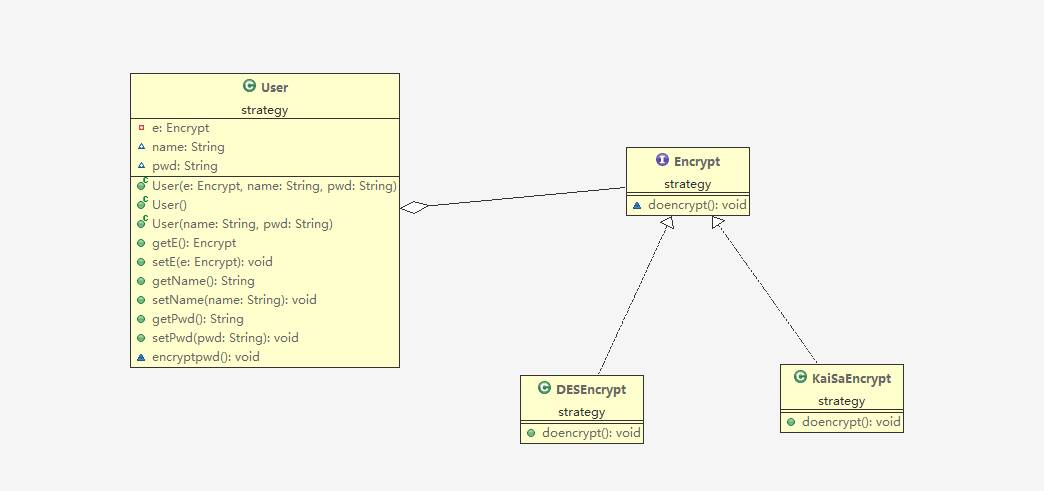 C User
strategy
e: Encrypt
name: String
pwd: String
C User(e: Encrypt, name: String, pwd: String)
C User()
C User(name: String, pwd: String)
getE(): Encrypt
setE(e: Encrypt): void
getName(): String
setName(name: String): void
getPwd(): String
setPwd(pwd: String): void
encryptpwd(): void
I Encrypt
strategy
doencrypt(): void
C DESEncrypt
strategy
doencrypt(): void
C KaiSaEncrypt
strategy
doencrypt(): void